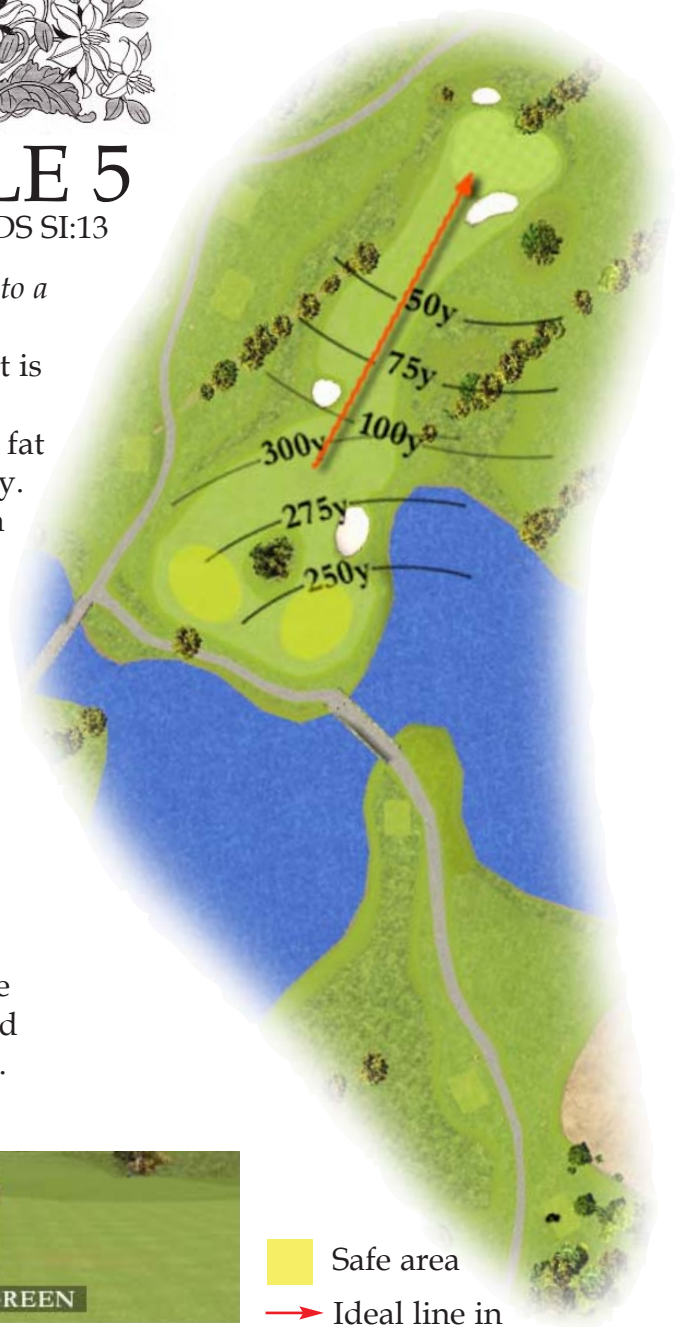 LE 5
DS SI:13
to a
t is
fat
y.
50y
75y
100y
300y
275y
250y
e
d
.
REEN
Safe area
Ideal line in